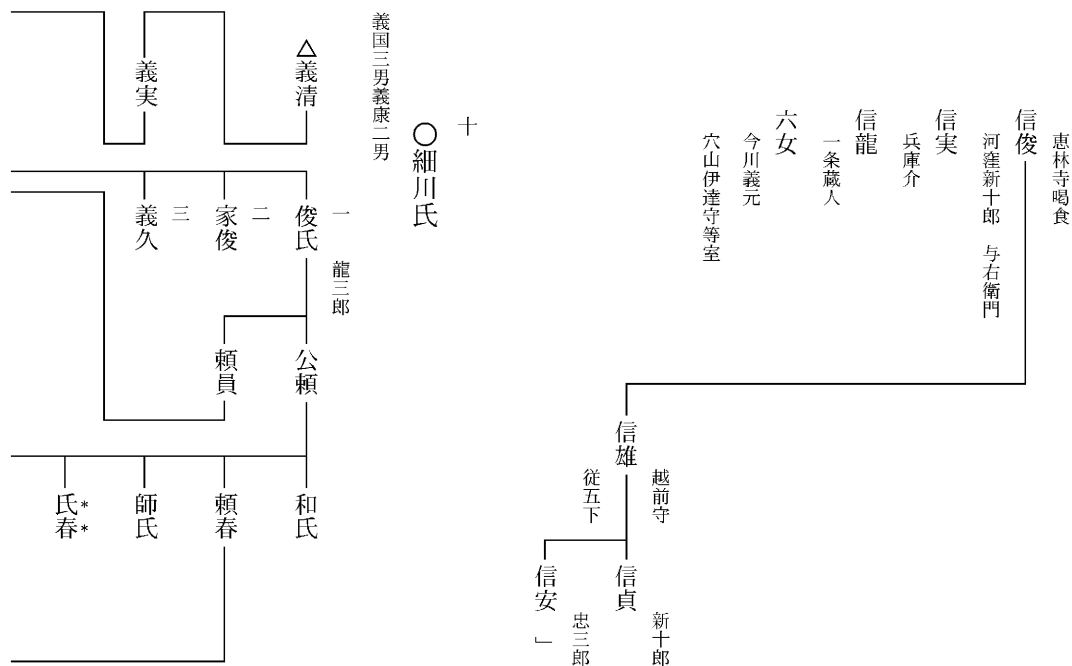 恵林寺喝食
信俊
河窪新十郎　与右衛門
信実
兵庫介
信龍
一条蔵人
六女
今川義元
穴山伊達守等室
越前守
信雄
従五下
新十郎
信貞
忠三郎
信安　」
十
○細川氏
義国三男義康二男
△義清
義実
一
龍三郎
俊氏
二
家俊
三
義久
公頼
頼員
和氏
頼春
師氏
＊＊
氏春